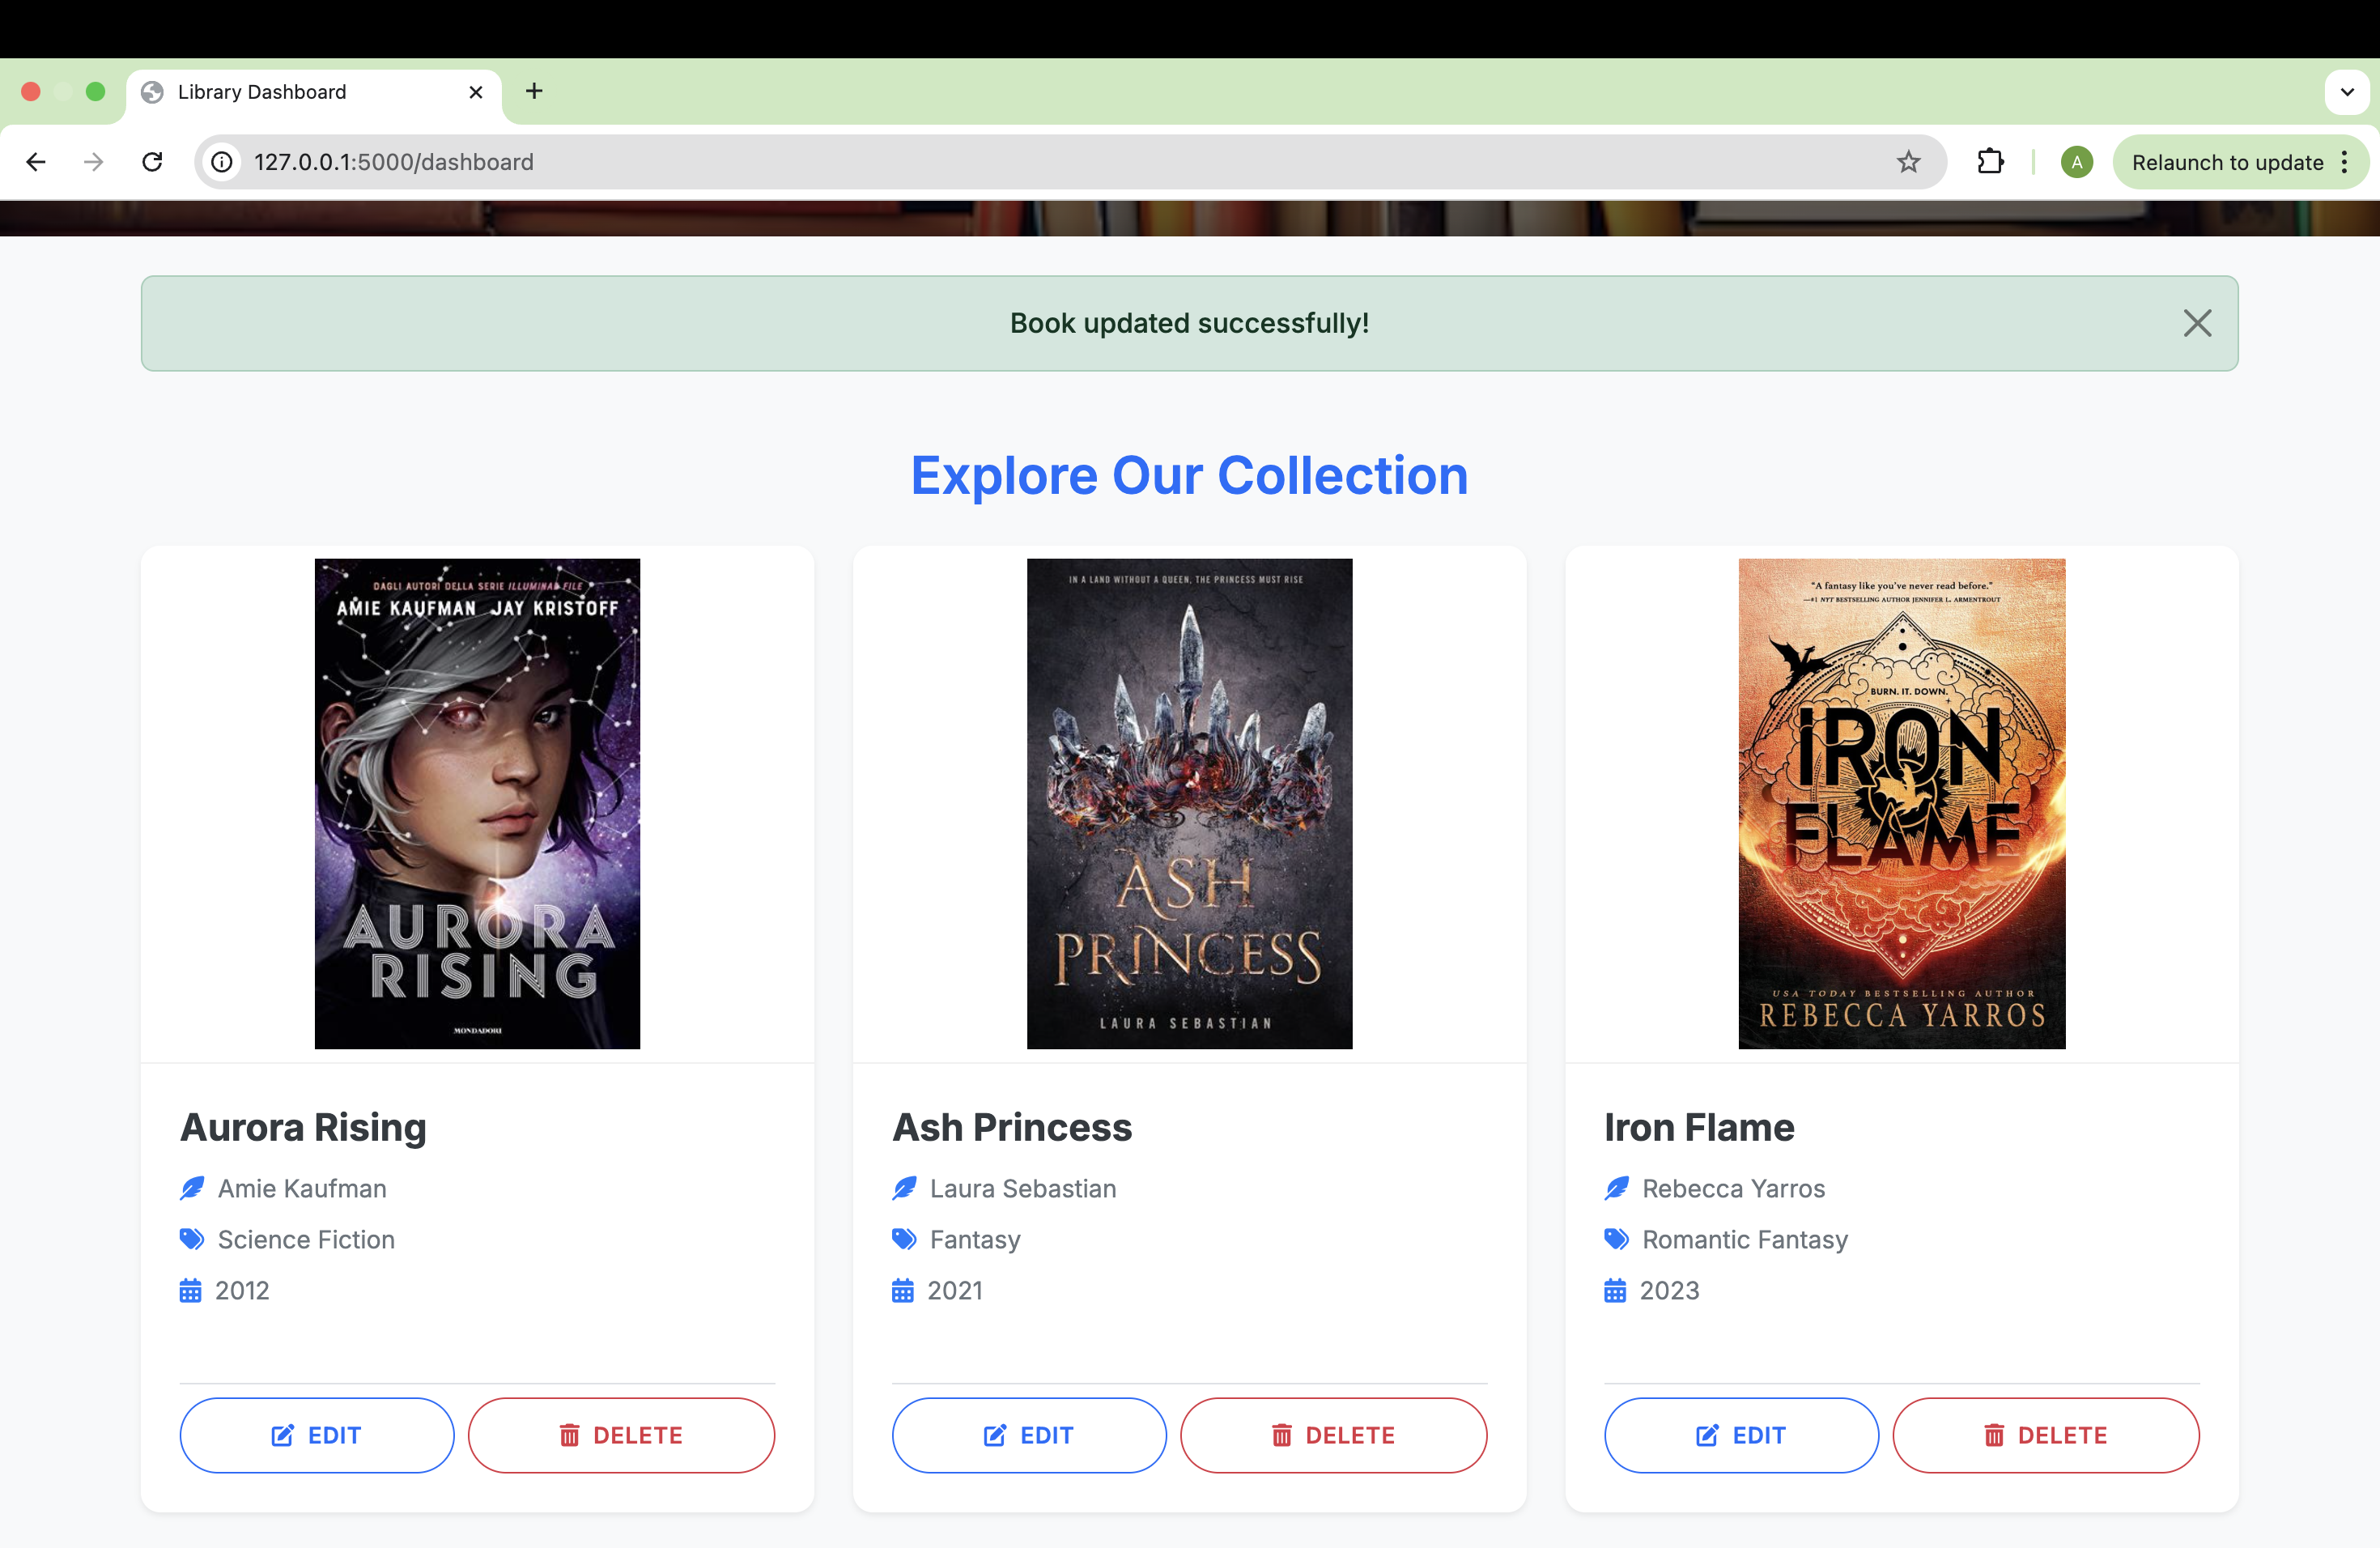 Library Dashboard
127.0.0.1:5000/dashboard
A
Relaunch to update
Book updated successfully!
Explore Our Collection
DAGLI AUTORI DELLA SERIE ILLUMINAE FILE
AMIE KAUFMAN JAY KRISTOFF
AURORA
RISING
MONDADORI
IN A LAND WITHOUT A QUEEN, THE PRINCESS MUST RISE
ASH
PRINCESS
LAURA SEBASTIAN
“A fantasy like you’ve never read before.”
—#1 NYT BESTSELLING AUTHOR JENNIFER L. ARMENTROUT
BURN. IT. DOWN.
IRON
FLAME
USA TODAY BESTSELLING AUTHOR
REBECCA YARROS
Aurora Rising
Amie Kaufman
Science Fiction
2012
EDIT
DELETE
Ash Princess
Laura Sebastian
Fantasy
2021
EDIT
DELETE
Iron Flame
Rebecca Yarros
Romantic Fantasy
2023
EDIT
DELETE